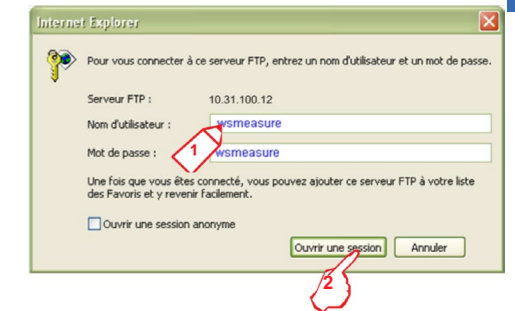 Internet Explorer
Pour vous connecter à ce serveur FTP, entrez un nom d'utilisateur et un mot de passe.
Serveur FTP : 10.31.100.12
Nom d'utilisateur : wsmeasure
Mot de passe : wsmeasure
1
Une fois que vous êtes connecté, vous pouvez ajouter ce serveur FTP à votre liste
des Favoris et y revenir facilement.
Ouvrir une session anonyme
Ouvrir une session Annuler
2